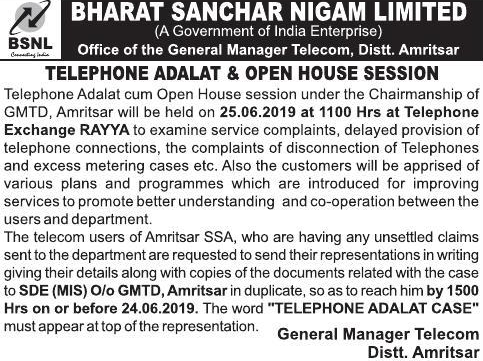 BHARAT SANCHAR NIGAM LIMITED
(A Government of India Enterprise)
BSNL
Connecting India
Office of the General Manager Telecom, Distt. Amritsar
TELEPHONE ADALAT & OPEN HOUSE SESSION
Telephone Adalat cum Open House session under the Chairmanship of
GMTD, Amritsar will be held on 25.06.2019 at 1100 Hrs at Telephone
Exchange RAYYA to examine service complaints, delayed provision of
telephone connections, the complaints of disconnection of Telephones
and excess metering cases etc. Also the customers will be apprised of
various plans and programmes which are introduced for improving
services to promote better understanding and co-operation between the
users and department.
The telecom users of Amritsar SSA, who are having any unsettled claims
sent to the department are requested to send their representations in writing
giving their details along with copies of the documents related with the case
to SDE (MIS) O/o GMTD, Amritsar in duplicate, so as to reach him by 1500
Hrs on or before 24.06.2019. The word "TELEPHONE ADALAT CASE"
must appear at top of the representation.
General Manager Telecom
Distt. Amritsar